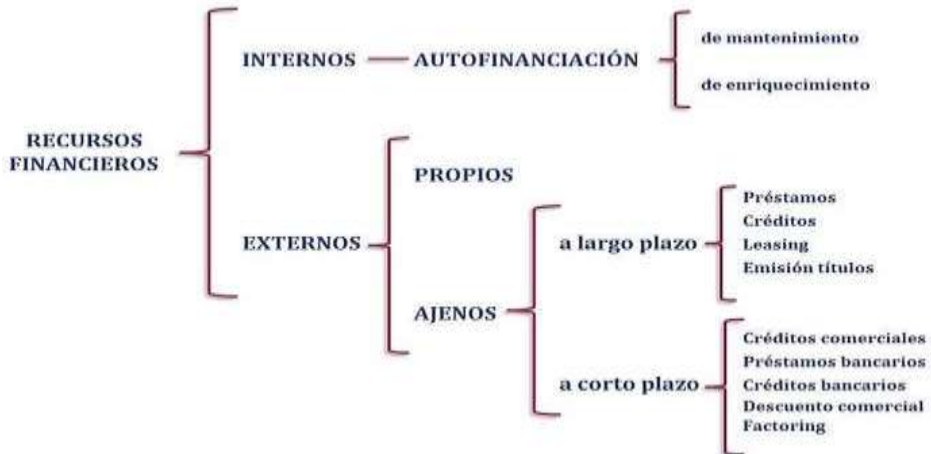 RECURSOS
FINANCIEROS
INTERNOS
AUTOFINANCIACIÓN
de mantenimiento
de enriquecimiento
EXTERNOS
PROPIOS
AJENOS
a largo plazo
Préstamos
Créditos
Leasing
Emisión títulos
a corto plazo
Créditos comerciales
Préstamos bancarios
Créditos bancarios
Descuento comercial
Factoring